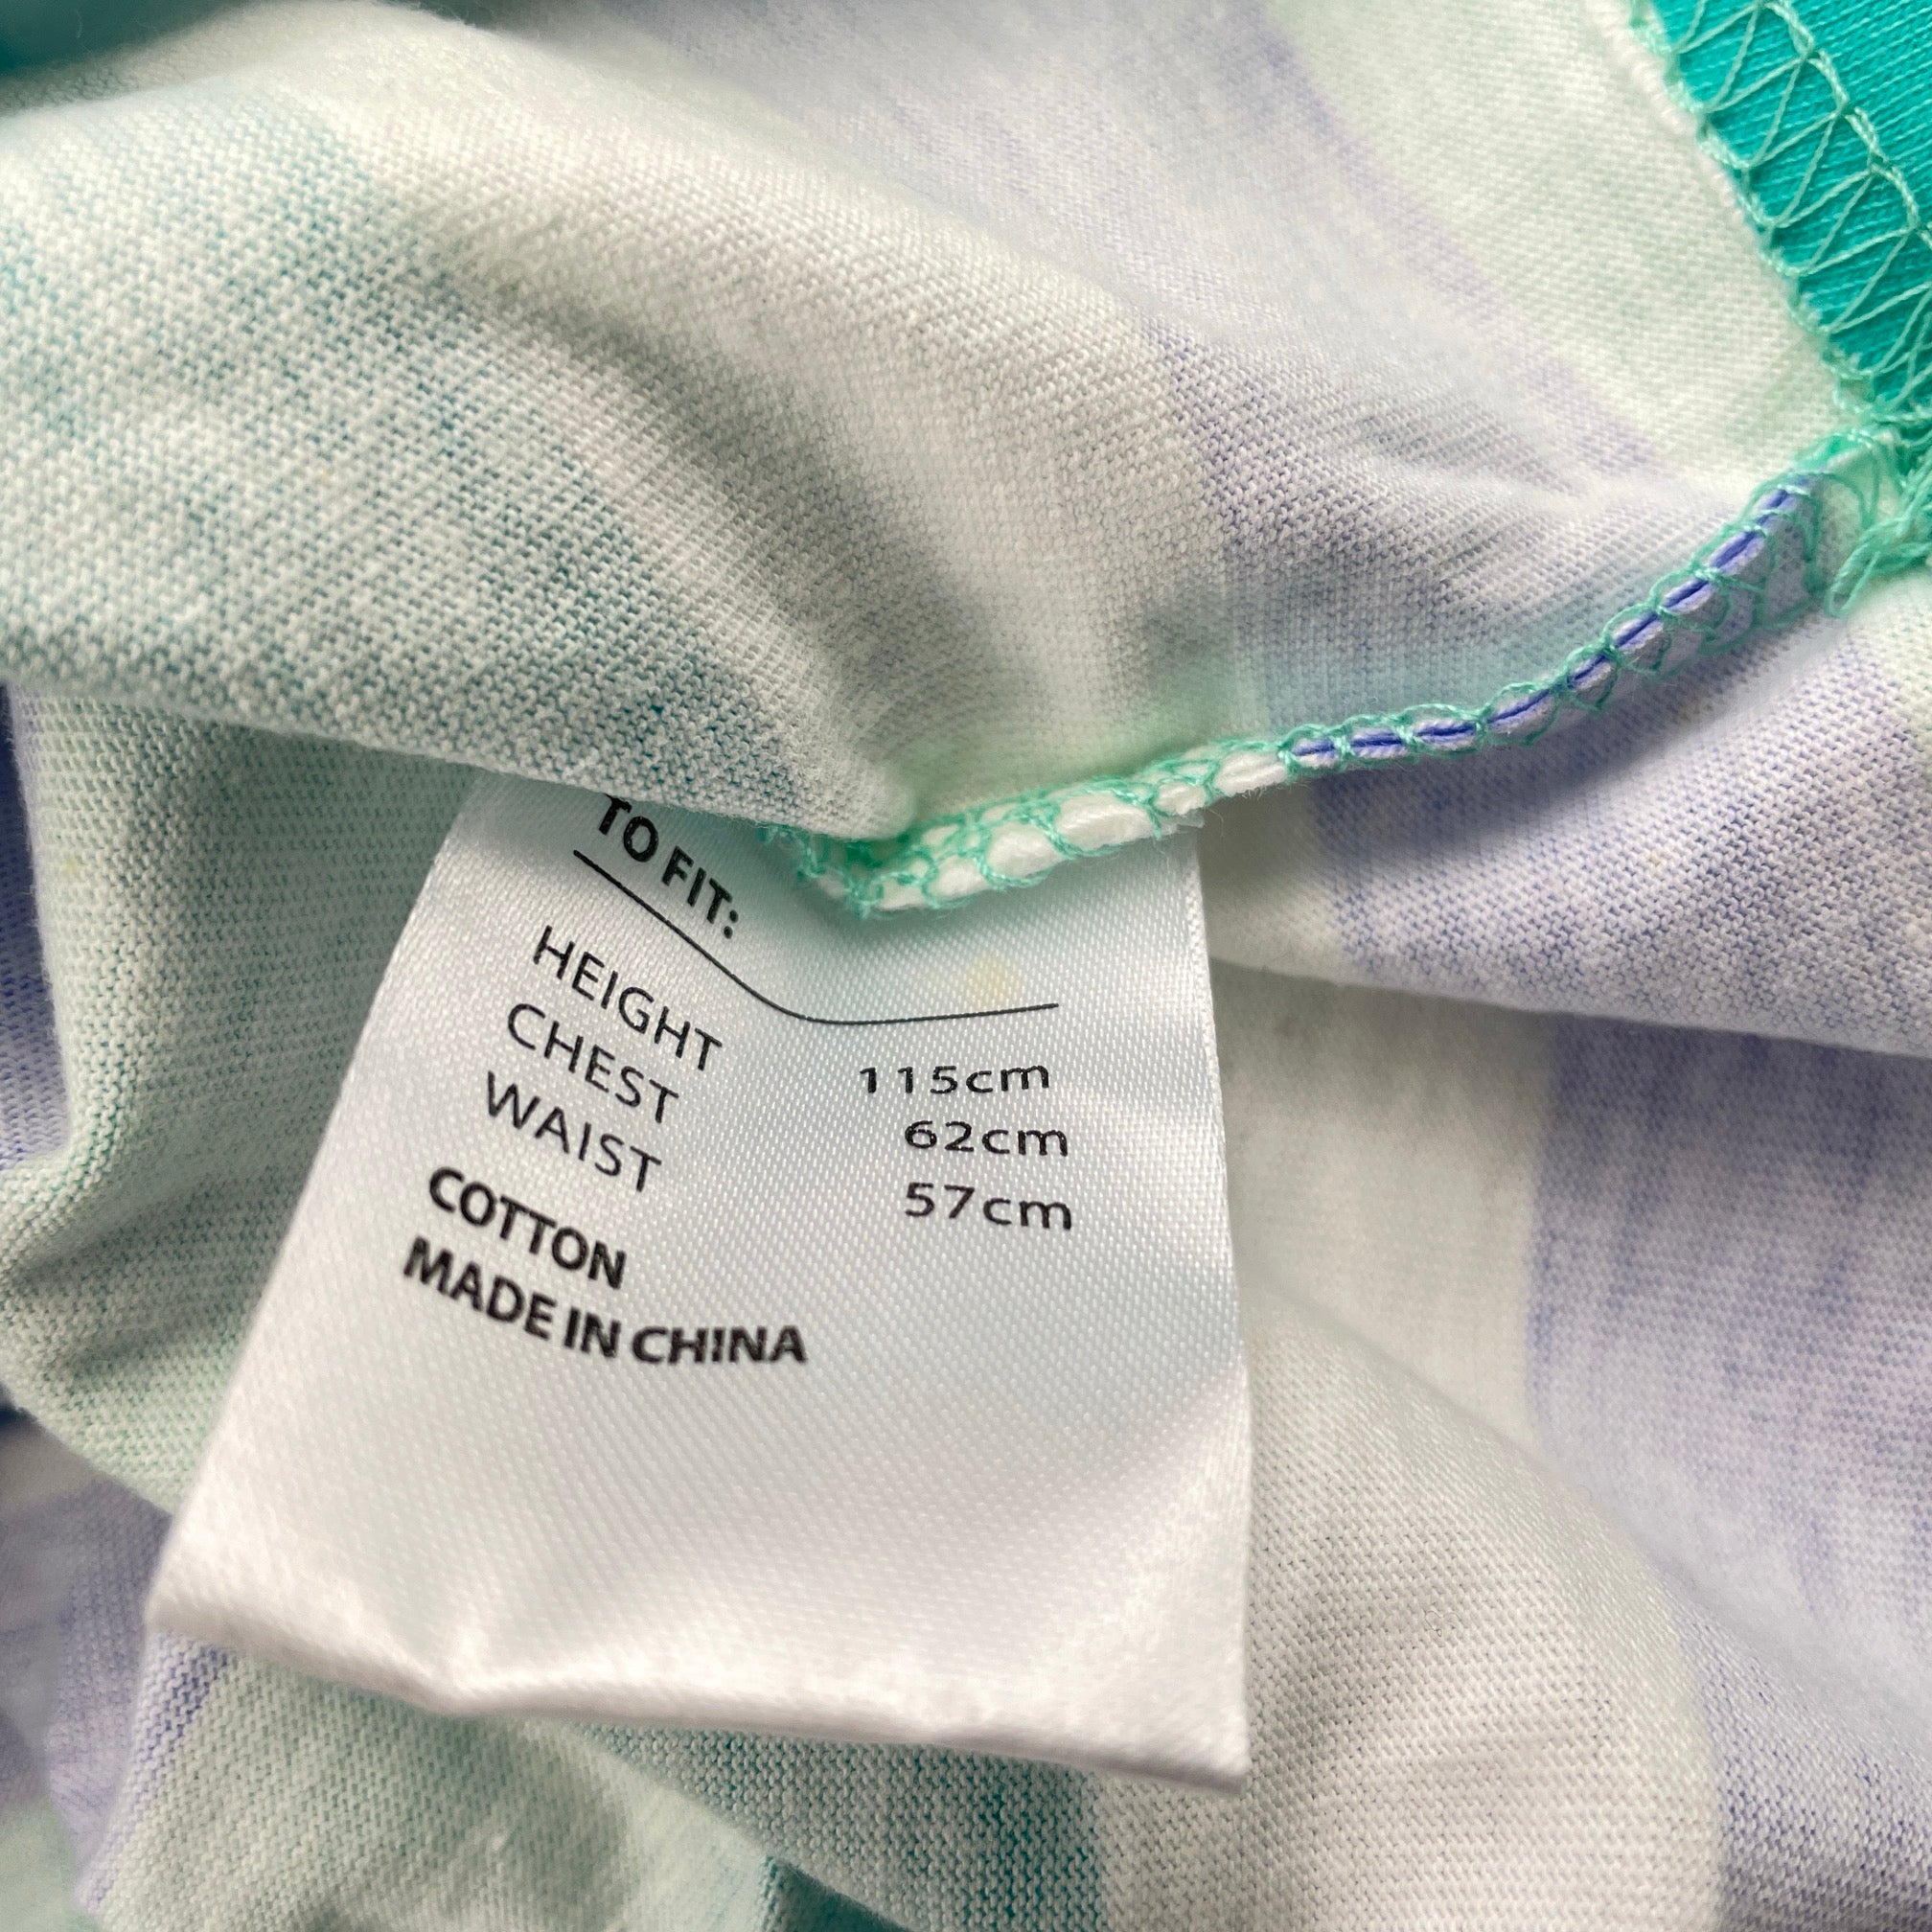 TO FIT:
HEIGHT 115cm
CHEST 62cm
WAIST 57cm
COTTON
MADE IN CHINA